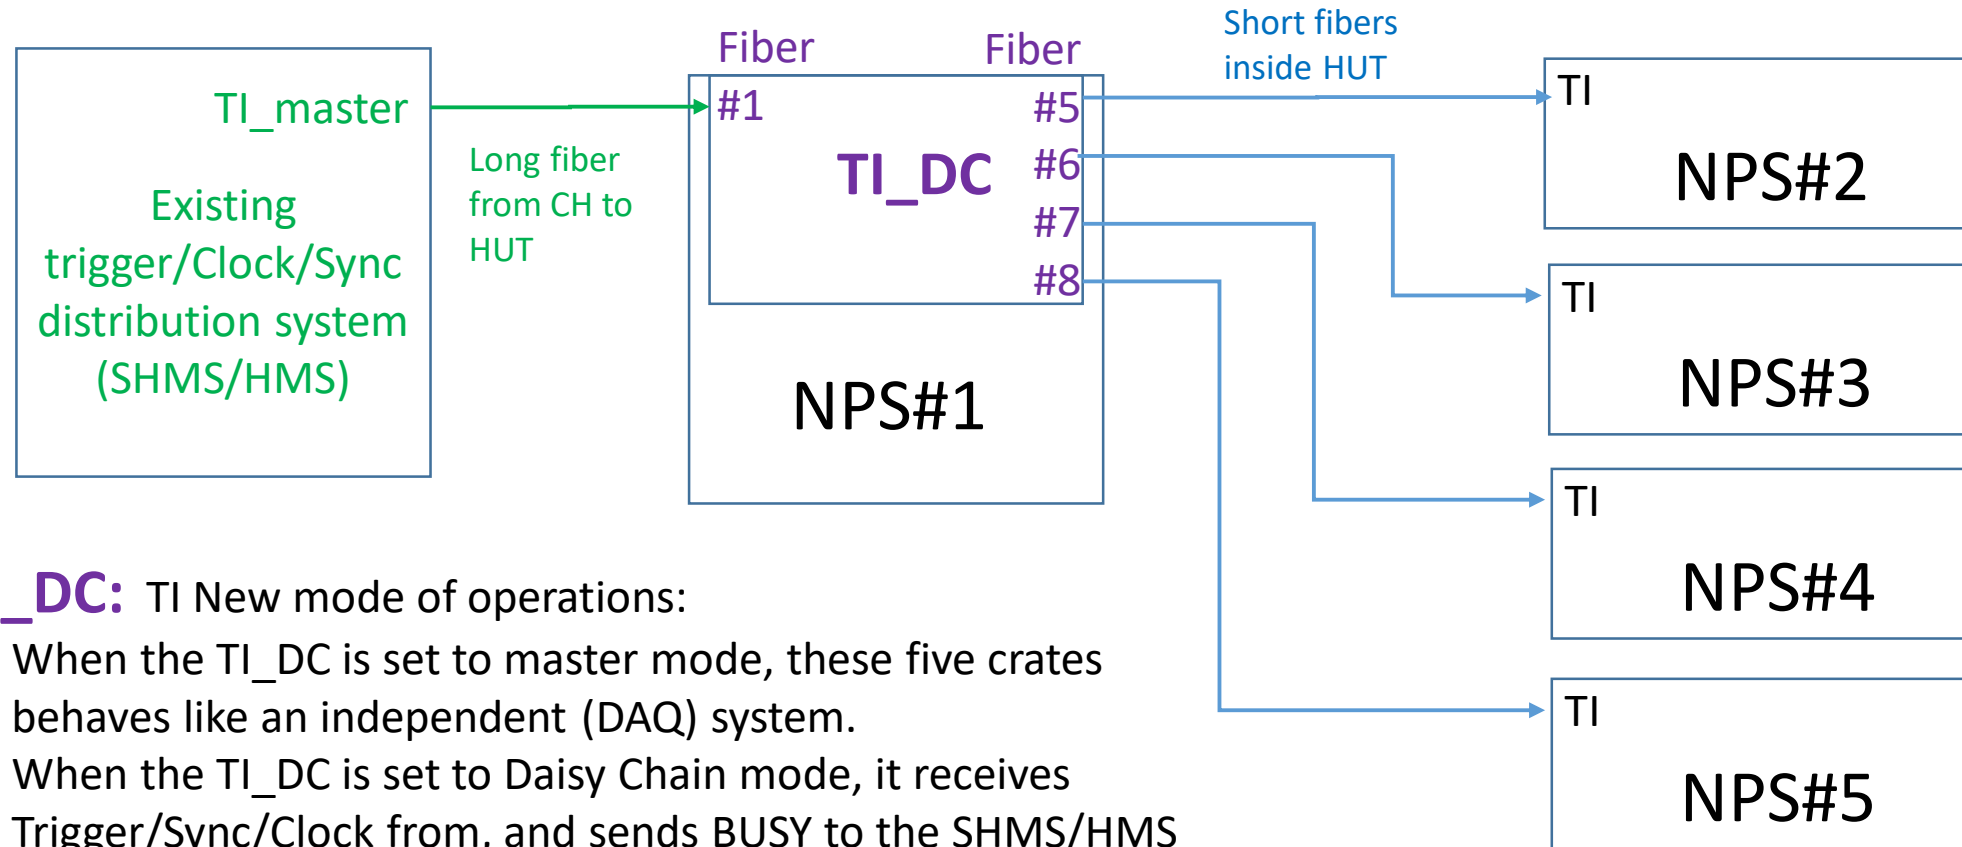 TI_master
Existing
trigger/Clock/Sync
distribution system
(SHMS/HMS)
Long fiber
from CH to
HUT
Fiber
Fiber
#1
TI_DC
#5
#6
#7
#8
NPS#1
Short fibers
inside HUT
TI
NPS#2
TI
NPS#3
TI
NPS#4
TI
NPS#5
_DC: TI New mode of operations:
When the TI_DC is set to master mode, these five crates
behaves like an independent (DAQ) system.
When the TI_DC is set to Daisy Chain mode, it receives
Trigger/Sync/Clock from, and sends BUSY to the SHMS/HMS